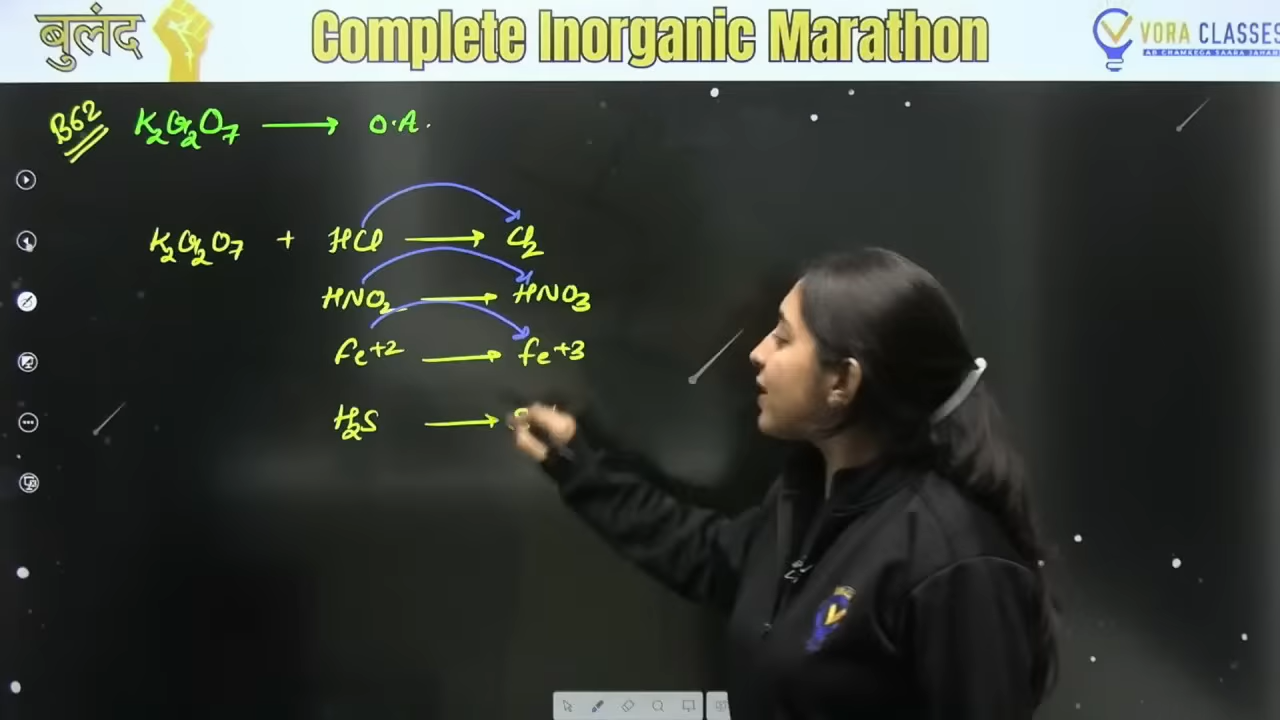 बुलंद
Complete Inorganic Marathon
VORA CLASSES
AB CHAMKEGA SAARA JAHAN
B62 K₂Cr₂O₇ ⟶ O.A.
K₂Cr₂O₇ + HCl ⟶ Cl₂
HNO₂ ⟶ HNO₃
Fe+2 ⟶ Fe+3
H₂S ⟶